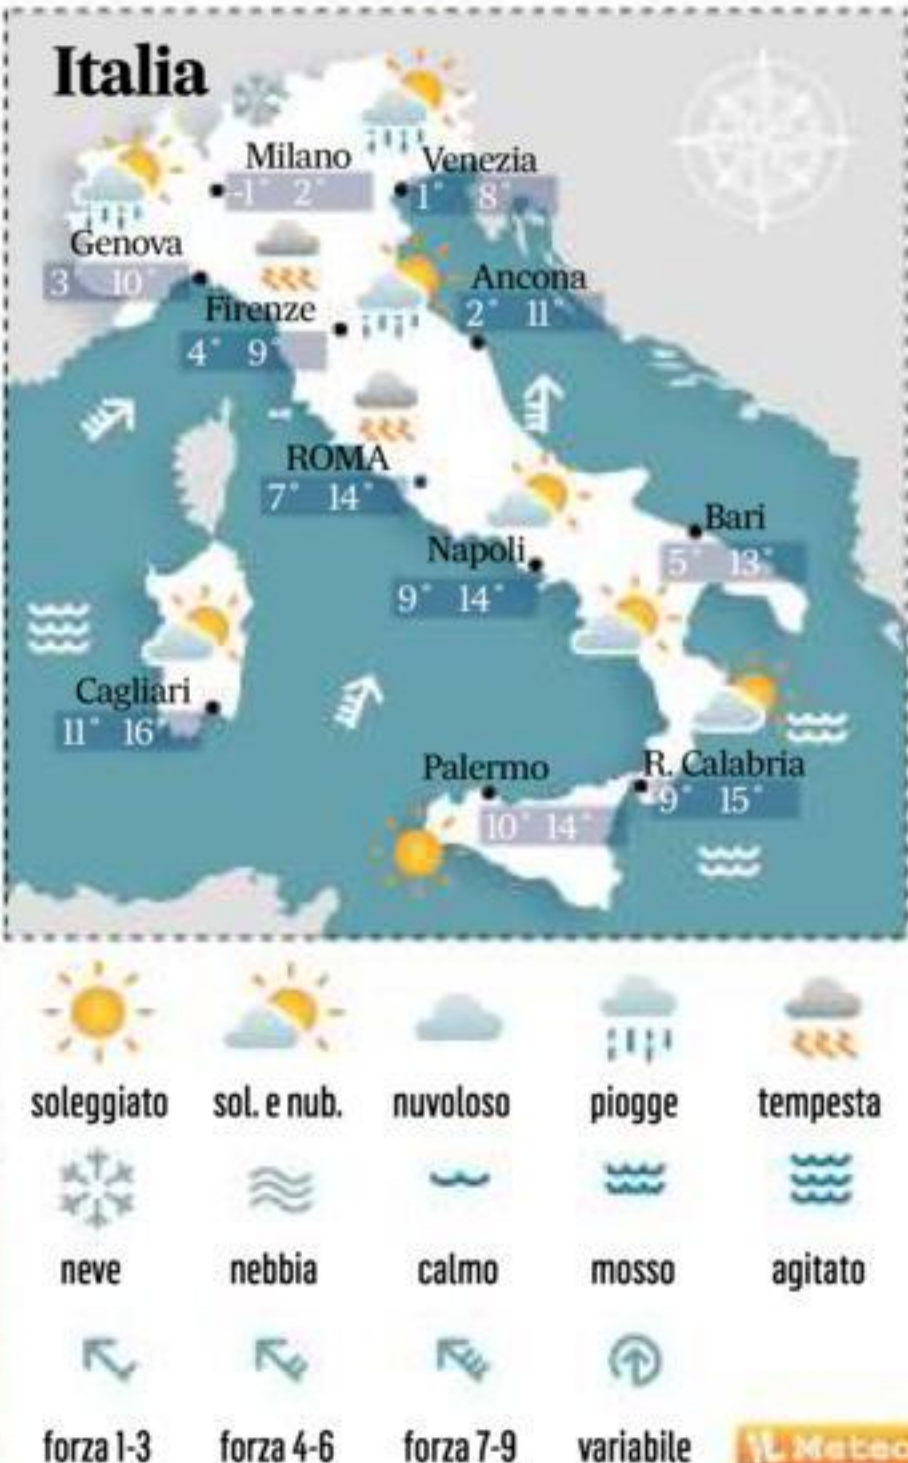 Italia
Milano
-1° 2°
Venezia
1° 8°
Genova
3° 10°
Ancona
2° 11°
Firenze
4° 9°
ROMA
7° 14°
Bari
5° 13°
Napoli
9° 14°
Cagliari
11° 16°
Palermo
10° 14°
R. Calabria
9° 15°
soleggiato sol. e nub. nuvoloso piogge tempesta
neve nebbia calmo mosso agitato
forza 1-3 forza 4-6 forza 7-9 variabile